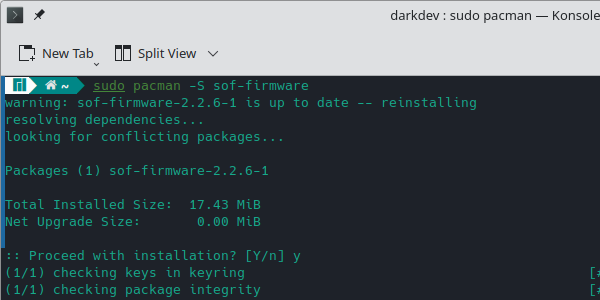 darkdev : sudo pacman — Konsole
New Tab
Split View
~ sudo pacman -S sof-firmware
warning: sof-firmware-2.2.6-1 is up to date -- reinstalling
resolving dependencies...
looking for conflicting packages...
Packages (1) sof-firmware-2.2.6-1
Total Installed Size:  17.43 MiB
Net Upgrade Size:       0.00 MiB
:: Proceed with installation? [Y/n] y
(1/1) checking keys in keyring [#
(1/1) checking package integrity [#